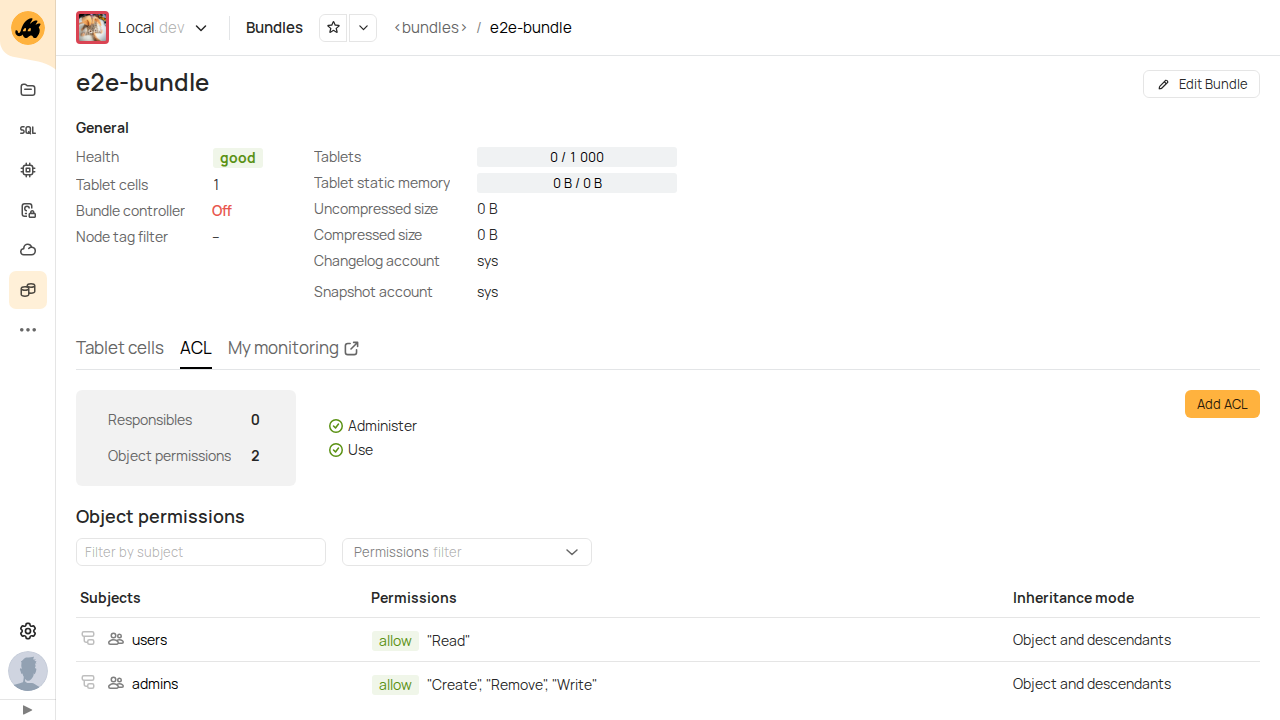 Local dev
Bundles
<bundles> / e2e-bundle
SQL
e2e-bundle
Edit Bundle
General
Health good
Tablet cells 1
Bundle controller Off
Node tag filter –
Tablets 0 / 1 000
Tablet static memory 0 B / 0 B
Uncompressed size 0 B
Compressed size 0 B
Changelog account sys
Snapshot account sys
Tablet cells ACL My monitoring
Responsibles 0
Object permissions 2
Administer
Use
Add ACL
Object permissions
Filter by subject
Permissions filter
Subjects Permissions Inheritance mode
users allow "Read" Object and descendants
admins allow "Create", "Remove", "Write" Object and descendants